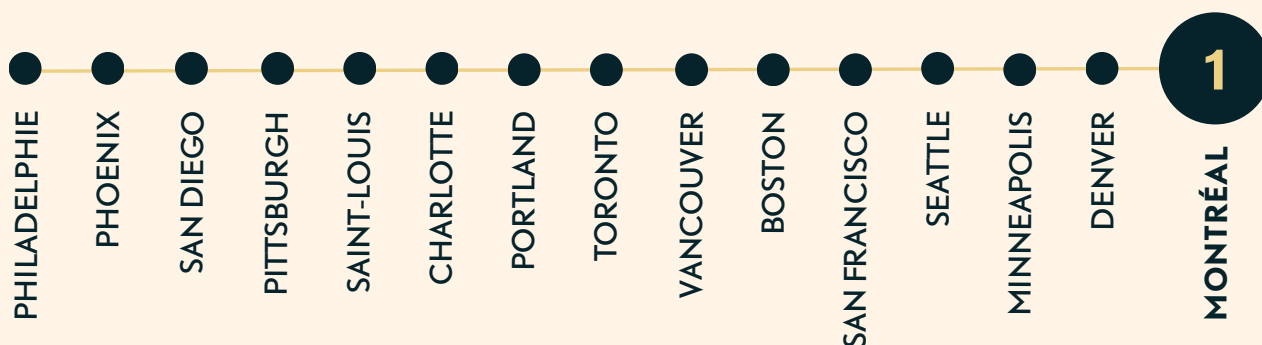 PHILADELPHIE
PHOENIX
SAN DIEGO
PITTSBURGH
SAINT-LOUIS
CHARLOTTE
PORTLAND
TORONTO
VANCOUVER
BOSTON
SAN FRANCISCO
SEATTLE
MINNEAPOLIS
DENVER
1
MONTRÉAL